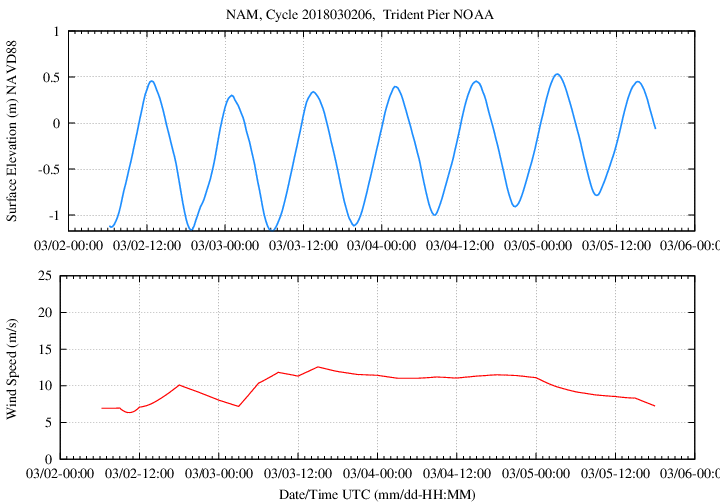 NAM, Cycle 2018030206, Trident Pier NOAA
Surface Elevation (m) NAVD88
1
0.5
0
-0.5
-1
03/02-00:00 03/02-12:00 03/03-00:00 03/03-12:00 03/04-00:00 03/04-12:00 03/05-00:00 03/05-12:00 03/06-00:00
Wind Speed (m/s)
25
20
15
10
5
0
03/02-00:00 03/02-12:00 03/03-00:00 03/03-12:00 03/04-00:00 03/04-12:00 03/05-00:00 03/05-12:00 03/06-00:00
Date/Time UTC (mm/dd-HH:MM)